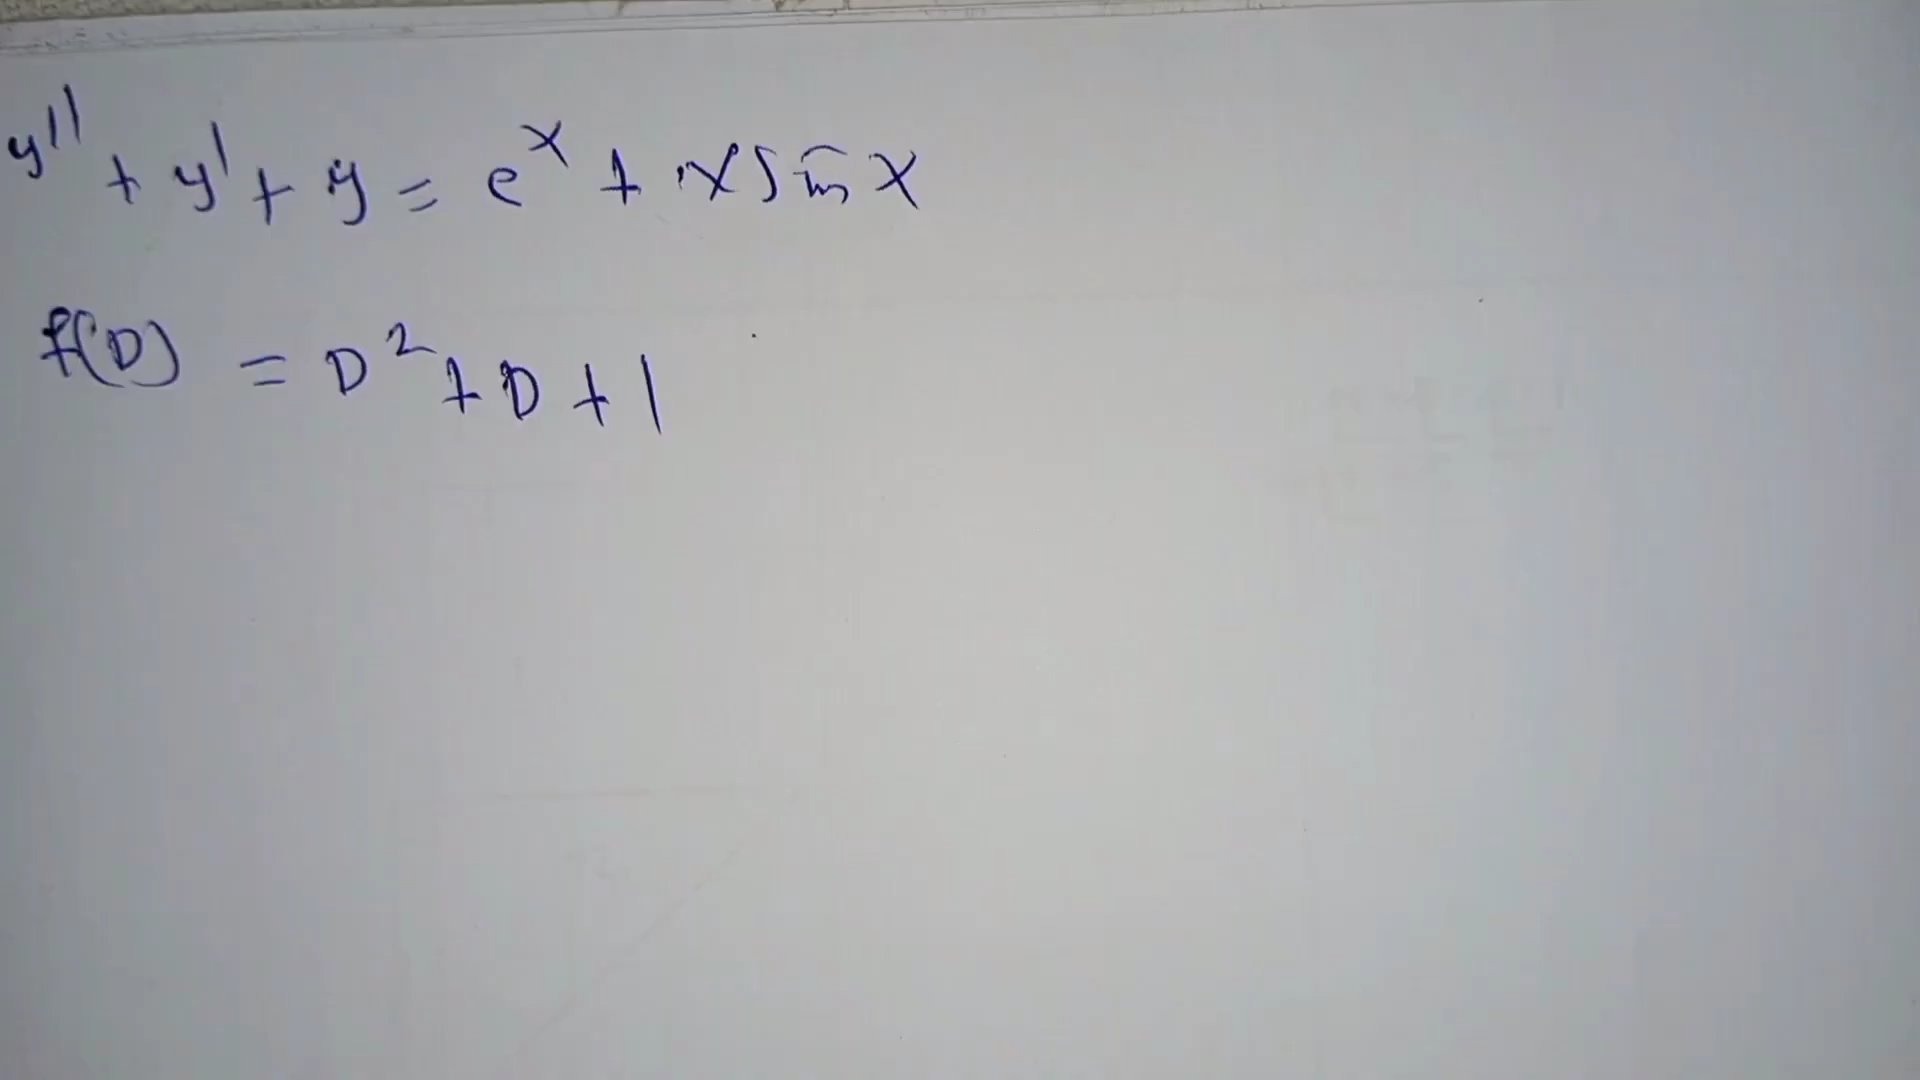 y'' + y' + y = e^x + x sin x
f(D) = D^2 + D + 1